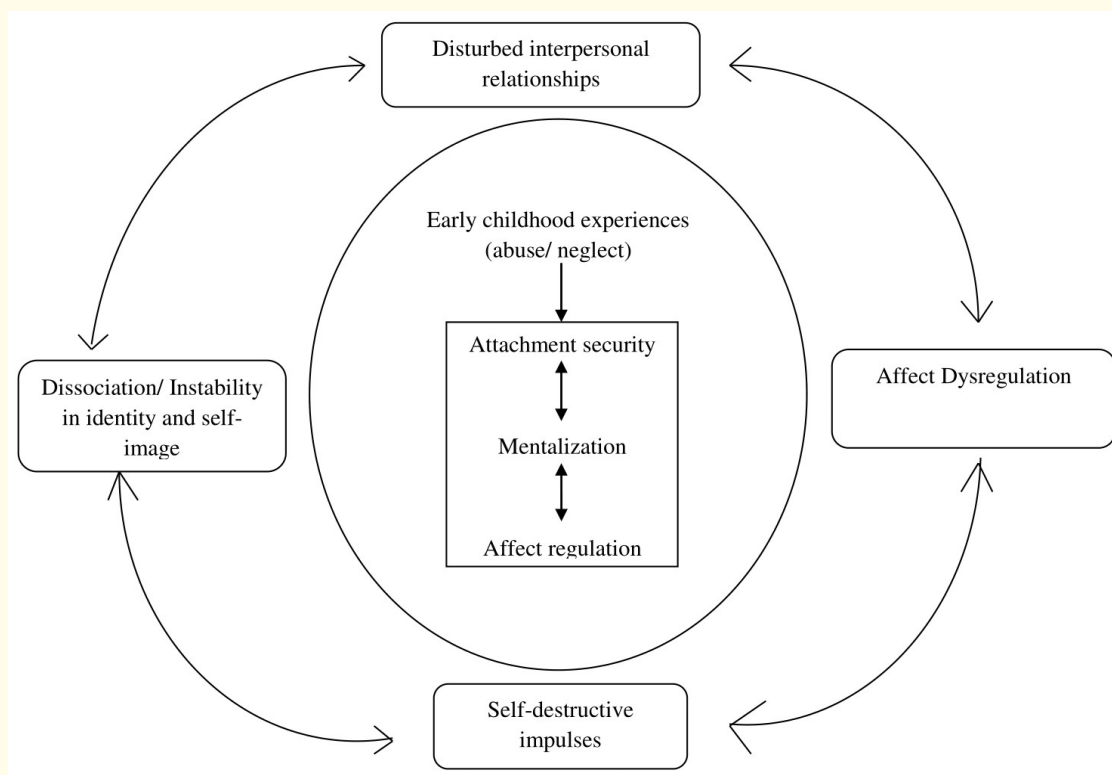 Disturbed interpersonal
relationships
Early childhood experiences
(abuse/ neglect)
Attachment security
Mentalization
Affect regulation
Dissociation/ Instability
in identity and self-
image
Affect Dysregulation
Self-destructive
impulses